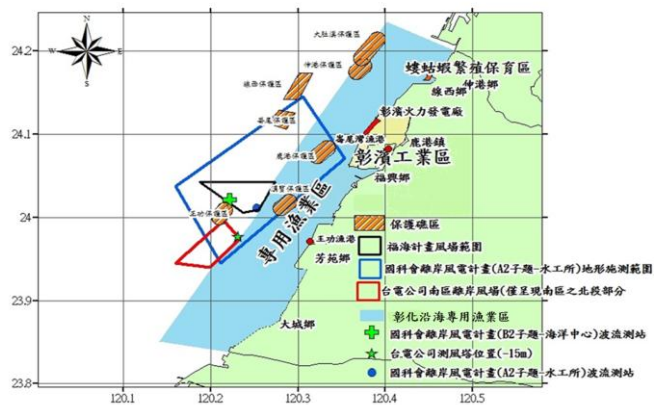 N
W
E
S
24.2
24.1
24
23.9
23.8
120.1
120.2
120.3
120.4
120.5
大肚溪保護區
伸港保護區
線西保護區
崙尾保護區
鹿港保護區
漢寶保護區
王功保護區
螻蛄蝦繁殖保育區
伸港鄉
線西鄉
彰濱火力發電廠
崙尾灣漁港
鹿港鎮
彰濱工業區
福興鄉
專用漁業區
王功漁港
芳苑鄉
大城鄉
保護礁區
福海計畫風場範圍
國科會離岸風電計畫(A2子題-水工所)地形施測範圍
台電公司南區離岸風場(僅呈現南區之北段部分
彰化沿海專用漁業區
國科會離岸風電計畫(B2子題-海洋中心)波流測站
台電公司測風塔位置(-15m)
國科會離岸風電計畫(A2子題-水工所)波流測站